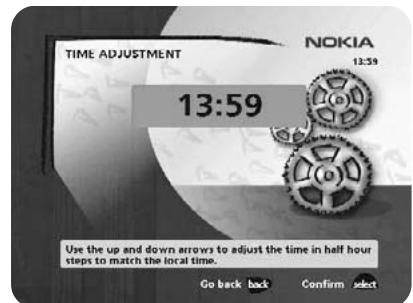 NOKIA
TIME ADJUSTMENT
13:59
13:59
Use the up and down arrows to adjust the time in half hour
steps to match the local time.
Go back back Confirm select